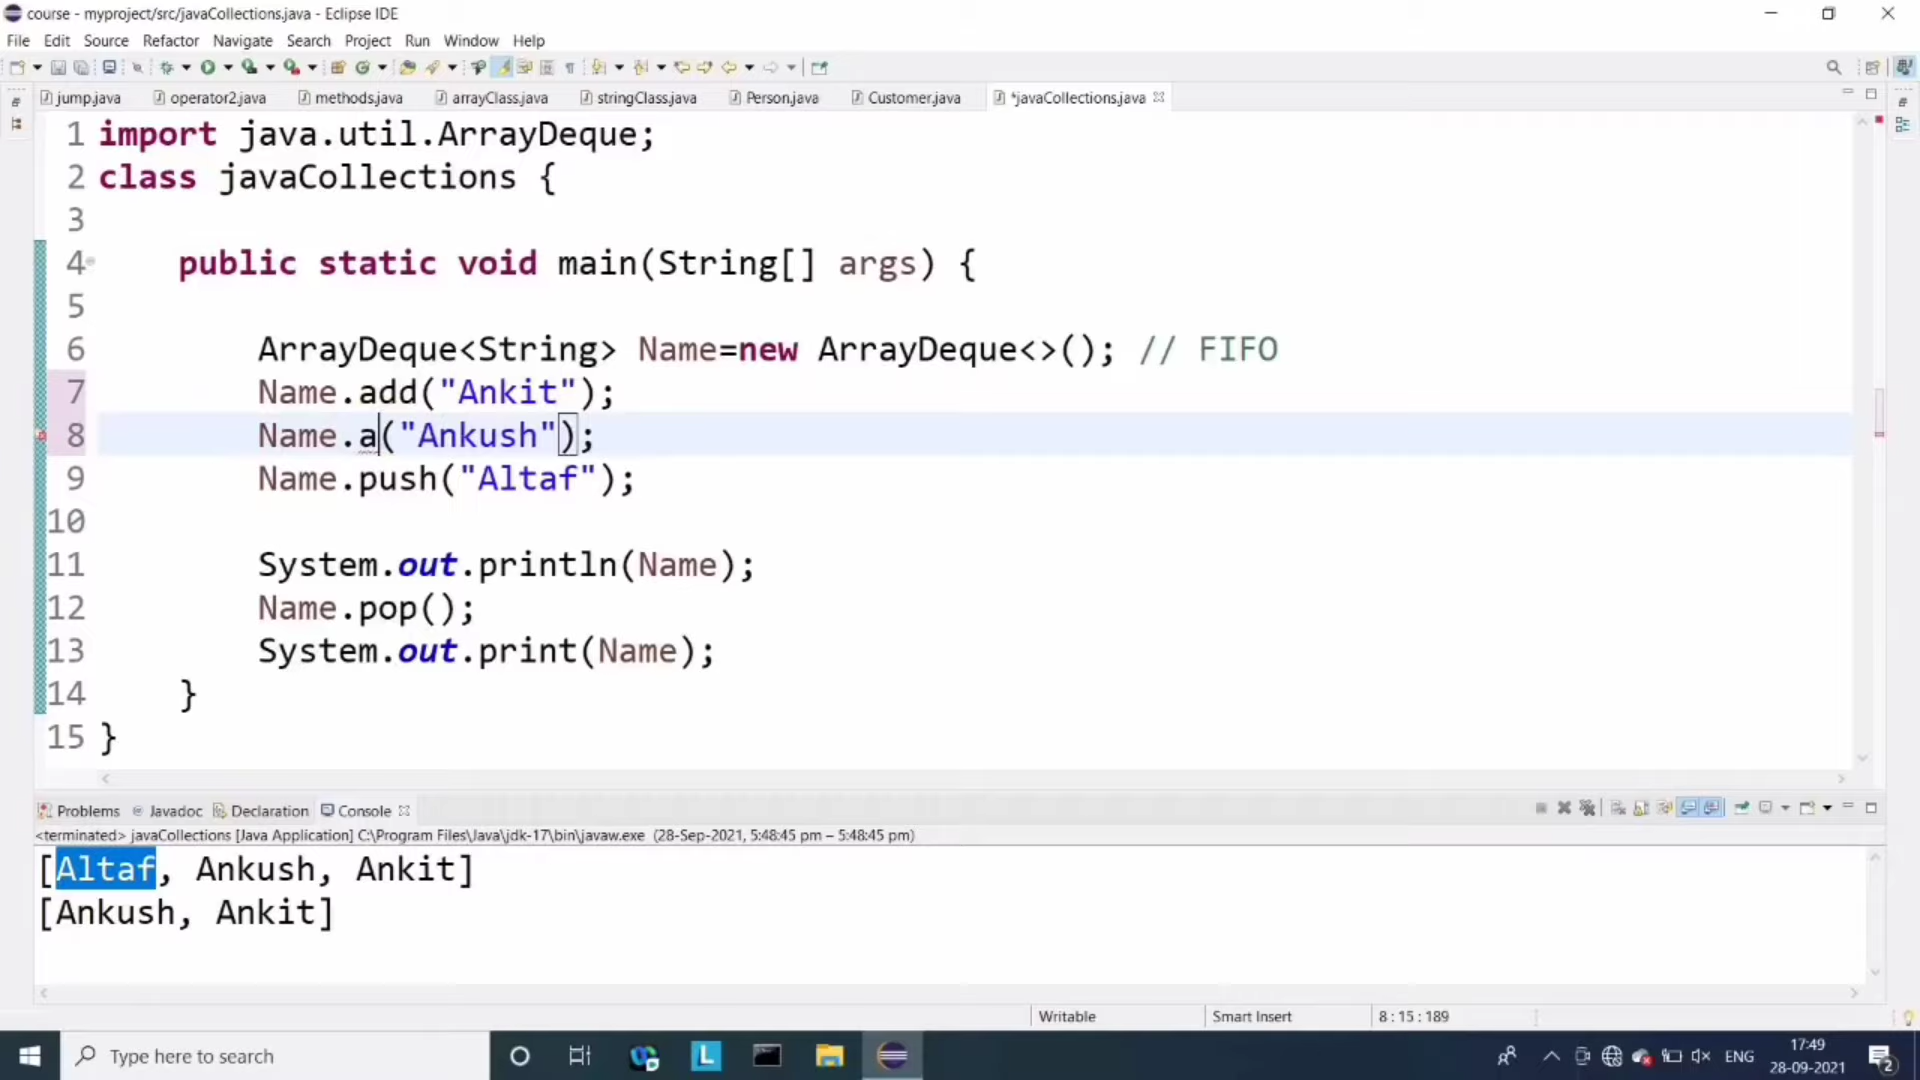 course - myproject/src/javaCollections.java - Eclipse IDE
File Edit Source Refactor Navigate Search Project Run Window Help
jump.java operator2.java methods.java arrayClass.java stringClass.java Person.java Customer.java *javaCollections.java
1 import java.util.ArrayDeque;
2 class javaCollections {
3
4 public static void main(String[] args) {
5
6 ArrayDeque<String> Name=new ArrayDeque<>(); // FIFO
7 Name.add("Ankit");
8 Name.a("Ankush");
9 Name.push("Altaf");
10
11 System.out.println(Name);
12 Name.pop();
13 System.out.print(Name);
14 }
15 }
Problems Javadoc Declaration Console
<terminated> javaCollections [Java Application] C:\Program Files\Java\jdk-17\bin\javaw.exe (28-Sep-2021, 5:48:45 pm – 5:48:45 pm)
[Altaf, Ankush, Ankit]
[Ankush, Ankit]
Writable Smart Insert 8 : 15 : 189
Type here to search L ENG 17:49
28-09-2021 2